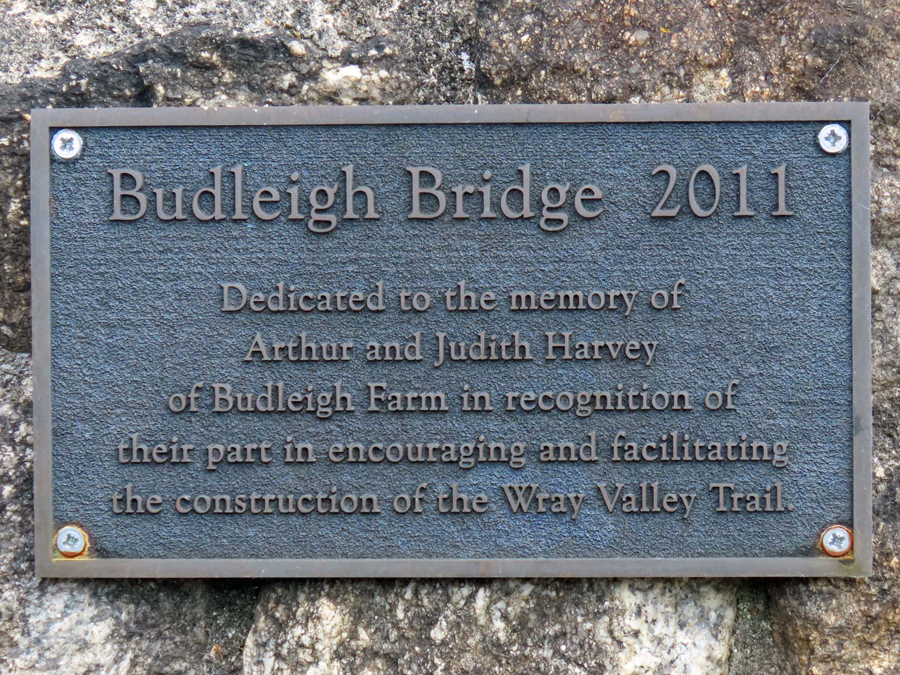 Budleigh Bridge 2011
Dedicated to the memory of
Arthur and Judith Harvey
of Budleigh Farm in recognition of
their part in encouraging and facilitating
the construction of the Wray Valley Trail.